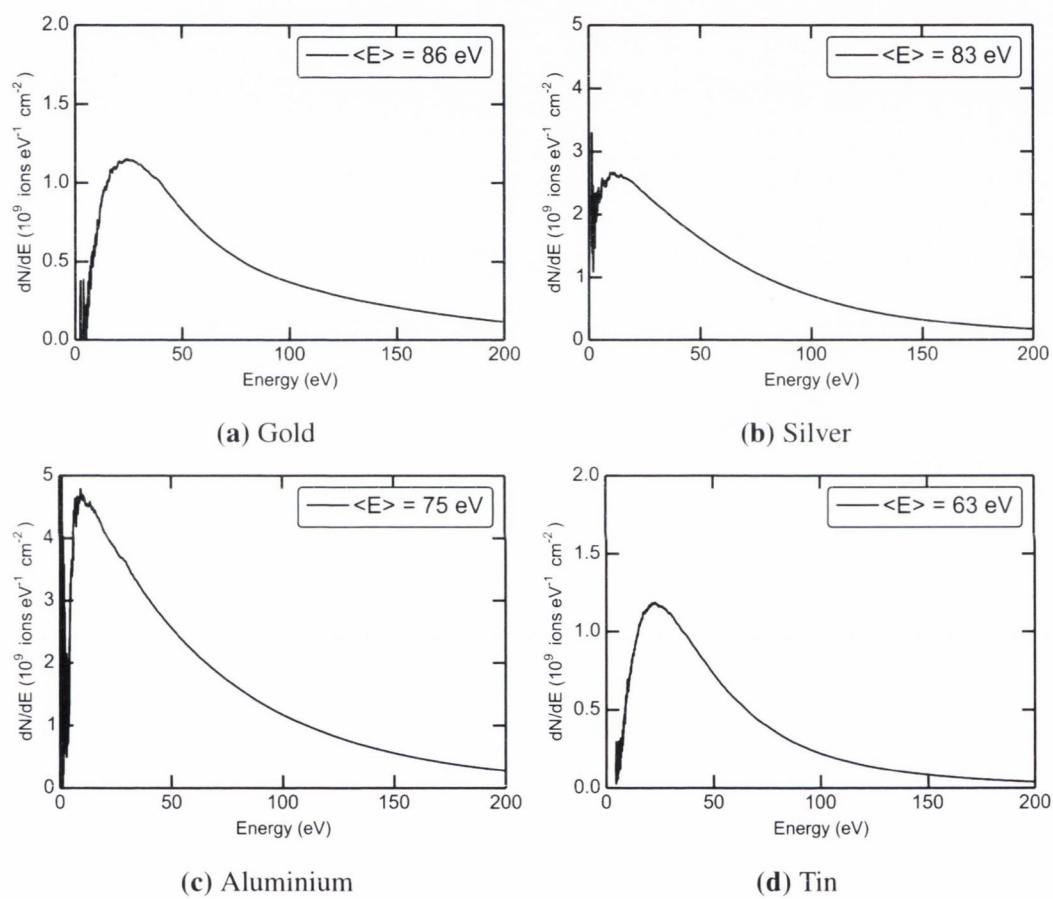 2.0
1.5
1.0
0.5
0.0
dN/dE (10⁹ ions eV⁻¹ cm⁻²)
<E> = 86 eV
0 50 100 150 200
Energy (eV)
(a) Gold
5
4
3
2
1
0
dN/dE (10⁹ ions eV⁻¹ cm⁻²)
<E> = 83 eV
0 50 100 150 200
Energy (eV)
(b) Silver
5
4
3
2
1
0
dN/dE (10⁹ ions eV⁻¹ cm⁻²)
<E> = 75 eV
0 50 100 150 200
Energy (eV)
(c) Aluminium
2.0
1.5
1.0
0.5
0.0
dN/dE (10⁹ ions eV⁻¹ cm⁻²)
<E> = 63 eV
0 50 100 150 200
Energy (eV)
(d) Tin